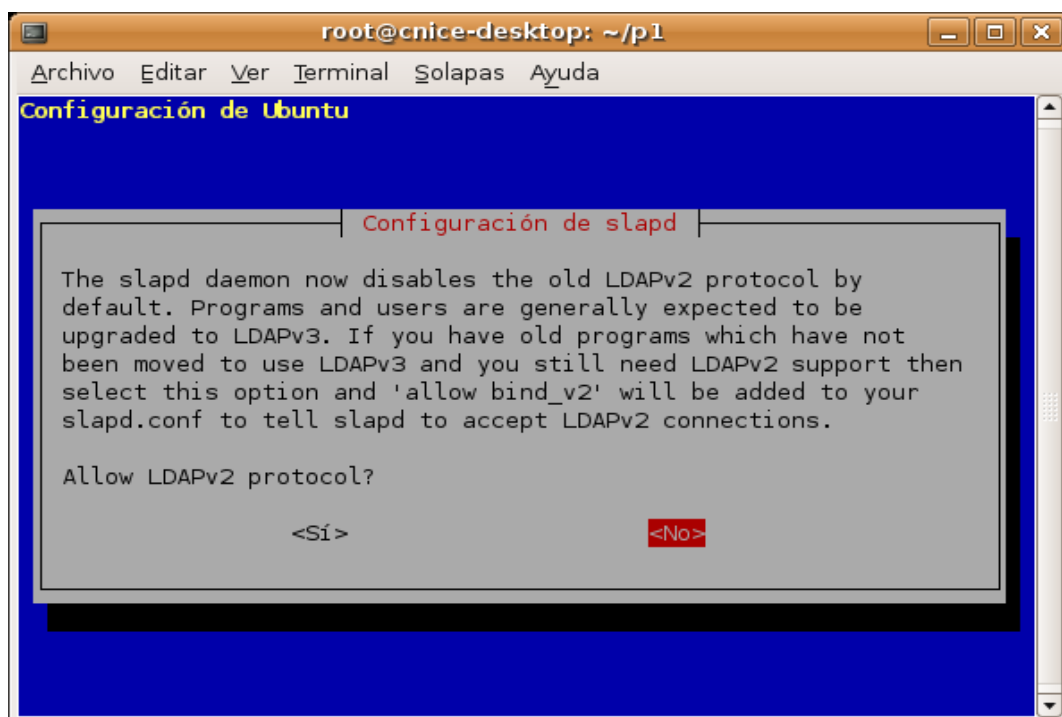 root@cnice-desktop: ~/p1
Archivo Editar Ver Terminal Solapas Ayuda
Configuración de Ubuntu
Configuración de slapd
The slapd daemon now disables the old LDAPv2 protocol by
default. Programs and users are generally expected to be
upgraded to LDAPv3. If you have old programs which have not
been moved to use LDAPv3 and you still need LDAPv2 support then
select this option and 'allow bind_v2' will be added to your
slapd.conf to tell slapd to accept LDAPv2 connections.
Allow LDAPv2 protocol?
<Sí> <No>